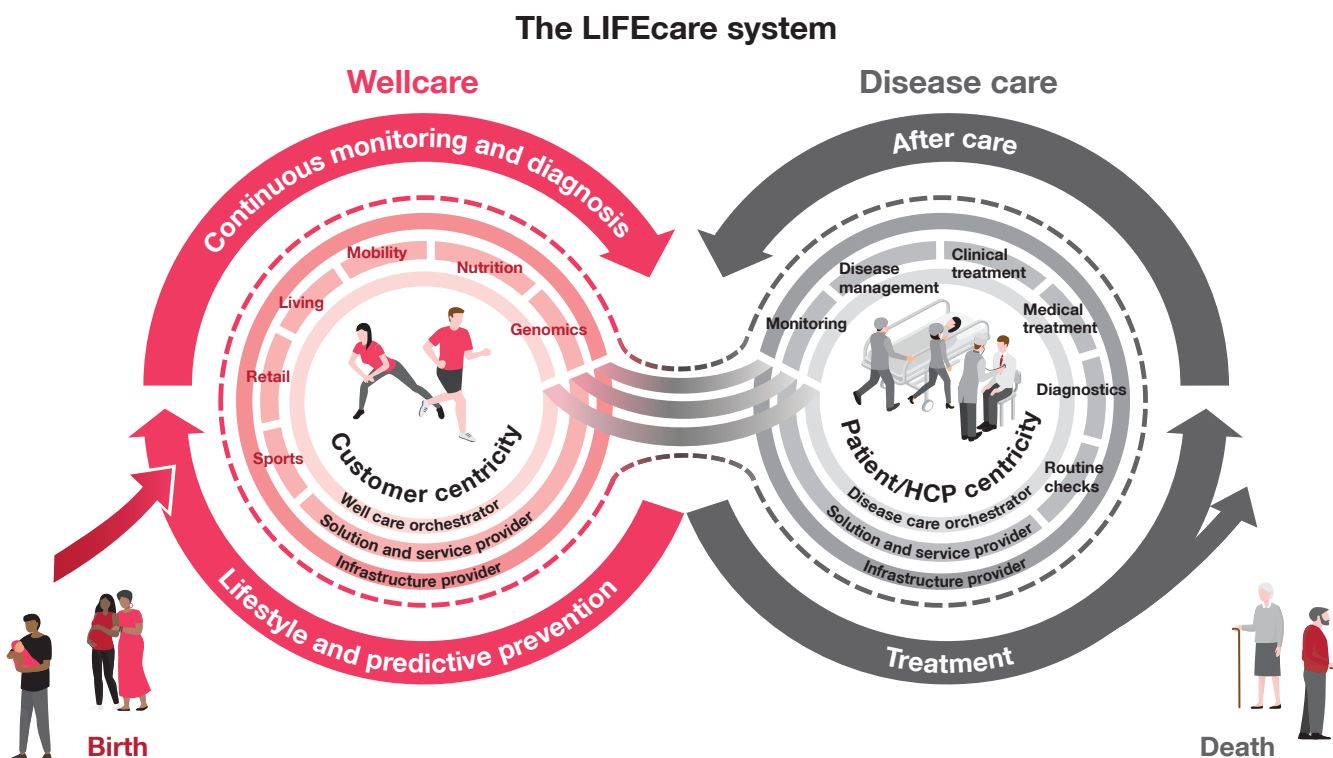 The LIFEcare system
Wellcare
Continuous monitoring and diagnosis
Mobility
Nutrition
Living
Genomics
Retail
Sports
Customer centricity
Well care orchestrator
Solution and service provider
Infrastructure provider
Lifestyle and predictive prevention
Birth
Disease care
After care
Disease
management
Clinical
treatment
Monitoring
Medical
treatment
Diagnostics
Routine
checks
Patient/HCP centricity
Disease care orchestrator
Solution and service provider
Infrastructure provider
Treatment
Death